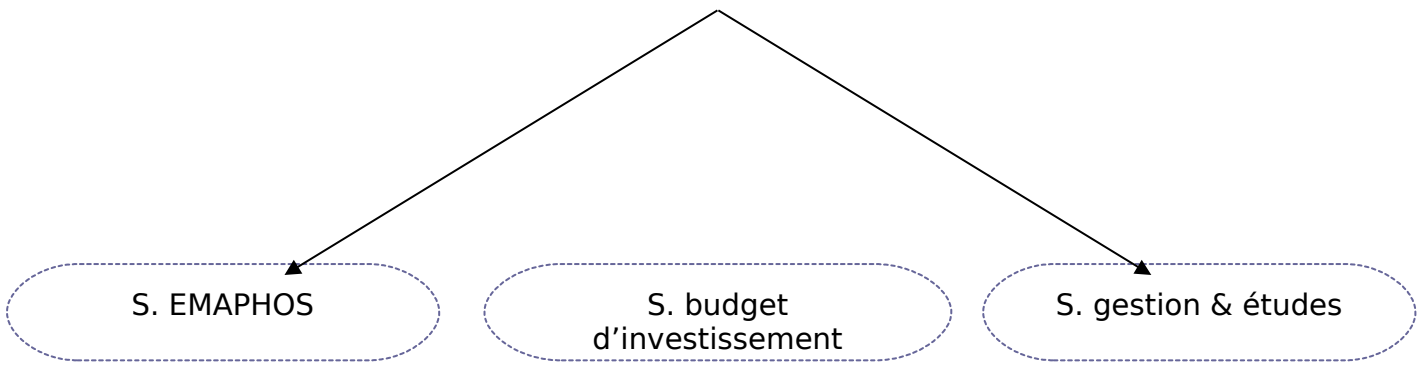 S. EMAPHOS
S. budget
d’investissement
S. gestion & études